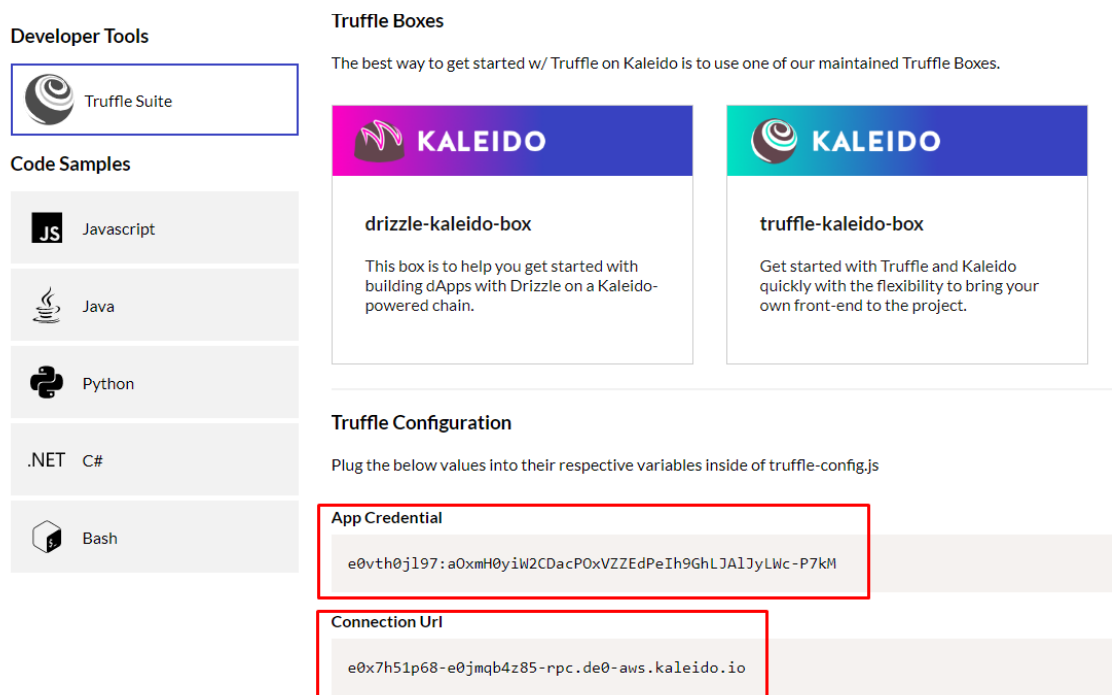 Developer Tools
Truffle Suite
Code Samples
JS
Javascript
Java
Python
.NET
C#
Bash
Truffle Boxes
The best way to get started w/ Truffle on Kaleido is to use one of our maintained Truffle Boxes.
KALEIDO
drizzle-kaleido-box
This box is to help you get started with
building dApps with Drizzle on a Kaleido-
powered chain.
KALEIDO
truffle-kaleido-box
Get started with Truffle and Kaleido
quickly with the flexibility to bring your
own front-end to the project.
Truffle Configuration
Plug the below values into their respective variables inside of truffle-config.js
App Credential
e0vth0jl97:aOxmH0yiW2CDacPOxVZZEdPeIh9GhLJAlJyLWc-P7kM
Connection Url
e0x7h51p68-e0jmqb4z85-rpc.de0-aws.kaleido.io